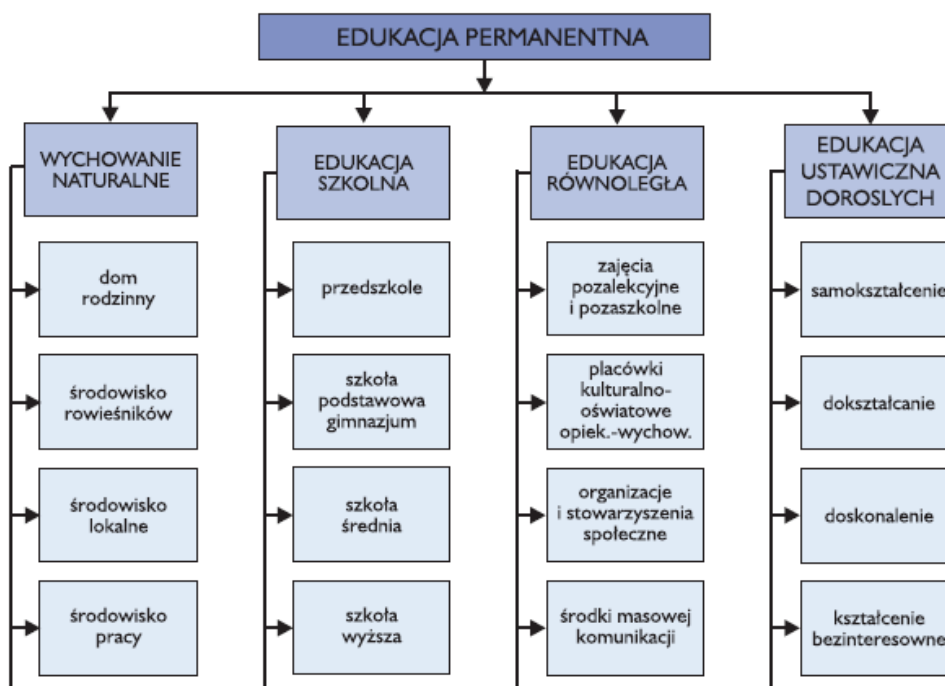 EDUKACJA PERMANENTNA
WYCHOWANIE
NATURALNE
dom
rodzinny
środowisko
rowieśników
środowisko
lokalne
środowisko
pracy
EDUKACJA
SZKOLNA
przedszkole
szkoła
podstawowa
gimnazjum
szkoła
średnia
szkoła
wyższa
EDUKACJA
RÓWNOLEGŁA
zajęcia
pozalekcyjne
i pozaszkolne
placówki
kulturalno-
oświatowe
opiek.-wychow.
organizacje
i stowarzyszenia
społeczne
środki masowej
komunikacji
EDUKACJA
USTAWICZNA
DOROSLYCH
samokształcenie
dokształcanie
doskonalenie
kształcenie
bezinteresowne